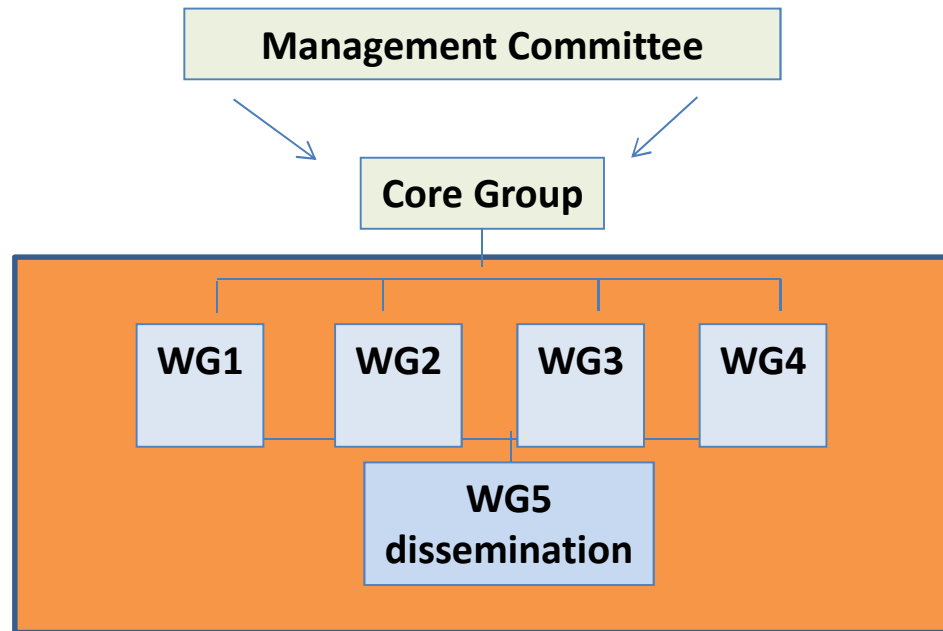 Management Committee
Core Group
WG1
WG2
WG3
WG4
WG5
dissemination